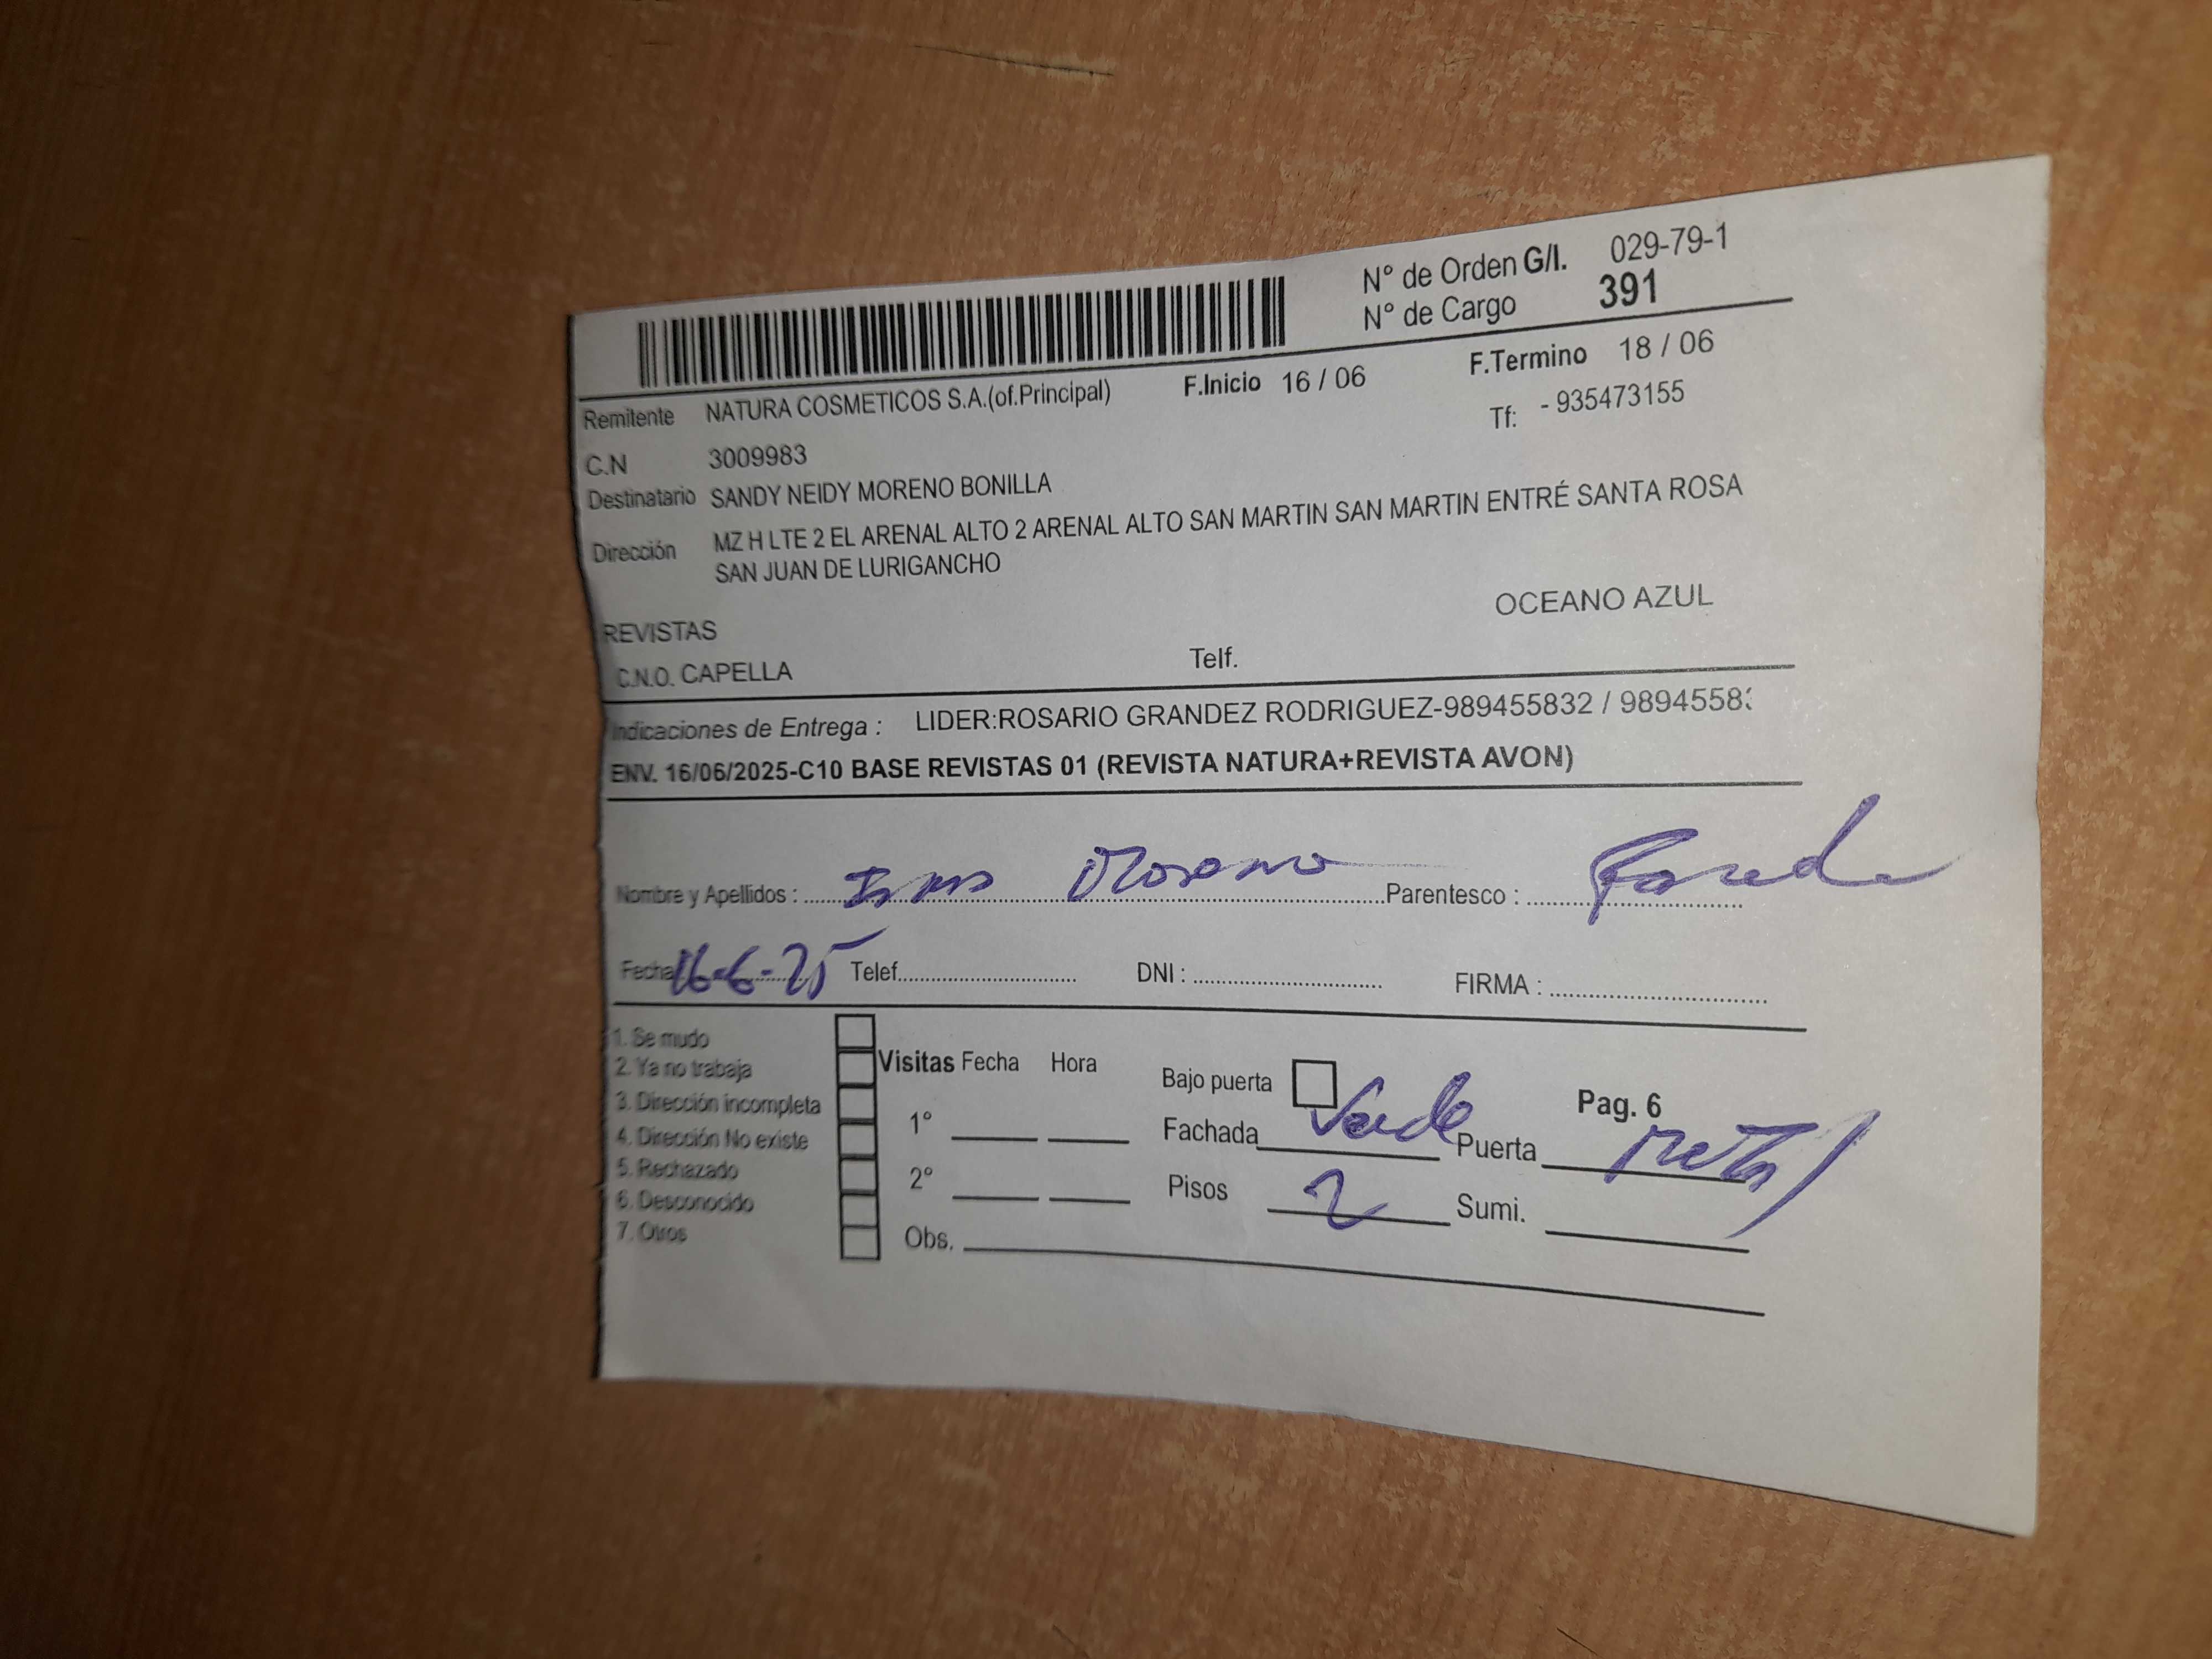 N° de Orden G/I. 029-79-1
N° de Cargo 391
Remitente NATURA COSMETICOS S.A.(of.Principal) F.Inicio 16 / 06 F.Termino 18 / 06
C.N 3009983 Tf: - 935473155
Destinatario SANDY NEIDY MORENO BONILLA
Dirección MZ H LTE 2 EL ARENAL ALTO 2 ARENAL ALTO SAN MARTIN SAN MARTIN ENTRÉ SANTA ROSA
SAN JUAN DE LURIGANCHO
REVISTAS OCEANO AZUL
C.N.O. CAPELLA Telf.
Indicaciones de Entrega : LIDER:ROSARIO GRANDEZ RODRIGUEZ-989455832 / 98945583
ENV. 16/06/2025-C10 BASE REVISTAS 01 (REVISTA NATURA+REVISTA AVON)
Nombre y Apellidos : Moreno Parentesco :
Fecha 16-6-25 Telef. DNI : FIRMA :
1. Se mudo
2. Ya no trabaja Visitas Fecha Hora Bajo puerta Pag. 6
3. Dirección incompleta 1° Fachada Verde Puerta Metal
4. Dirección No existe
5. Rechazado 2° Pisos 2 Sumi.
6. Desconocido
7. Otros Obs.